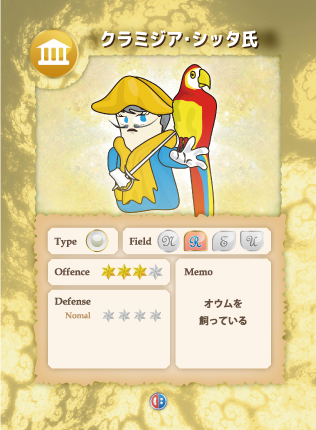 クラミジア・シッタ氏
Type
Field N R E U
Offence
Memo
オウムを
飼っている
Defense
Nomal